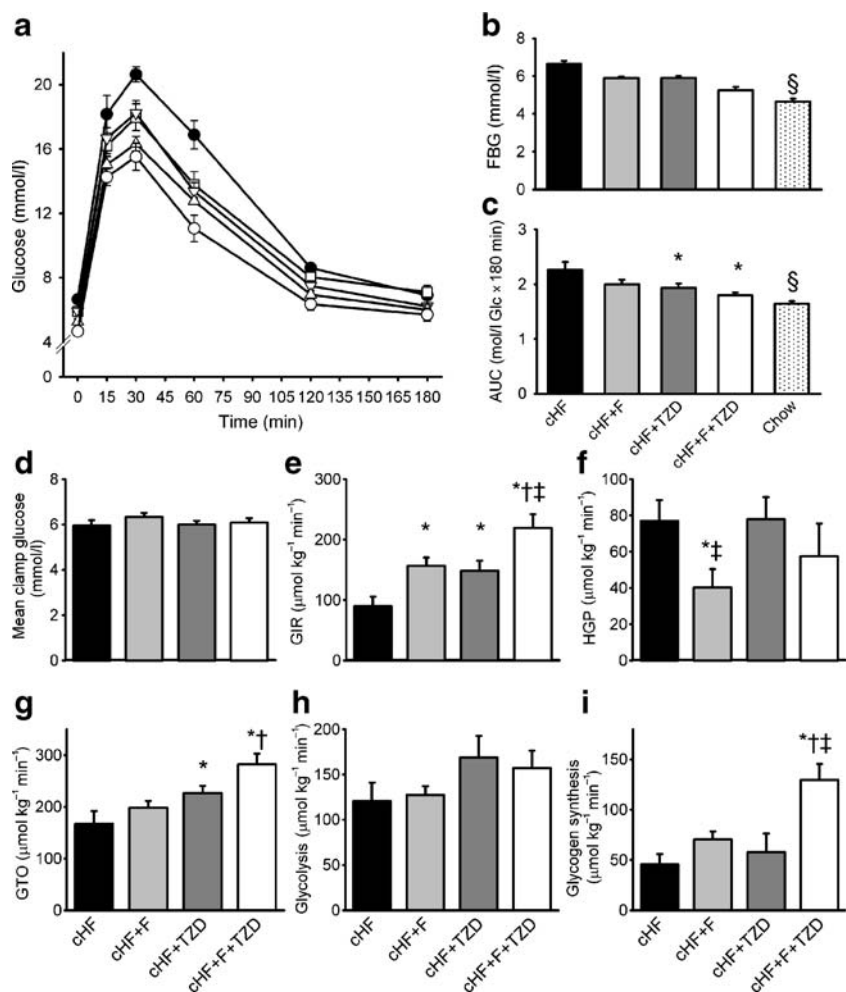 a
Glucose (mmol/l)
20
16
12
8
4
0
0 15 30 45 60 75 90 105 120 135 150 165 180
Time (min)
b
FBG (mmol/l)
8
6
4
2
0
§
c
AUC (mol/l Glc × 180 min)
3
2
1
0
* * §
cHF cHF+F cHF+TZD cHF+F+TZD Chow
d
Mean clamp glucose
(mmol/l)
8
6
4
2
0
e
GIR (μmol kg⁻¹ min⁻¹)
300
200
100
0
* * *†‡
f
HGP (μmol kg⁻¹ min⁻¹)
100
80
60
40
20
0
*‡
g
GTO (μmol kg⁻¹ min⁻¹)
300
200
100
0
* *†
cHF cHF+F cHF+TZD cHF+F+TZD
h
Glycolysis (μmol kg⁻¹ min⁻¹)
200
150
100
50
0
cHF cHF+F cHF+TZD cHF+F+TZD
i
Glycogen synthesis
(μmol kg⁻¹ min⁻¹)
150
100
50
0
*†‡
cHF cHF+F cHF+TZD cHF+F+TZD